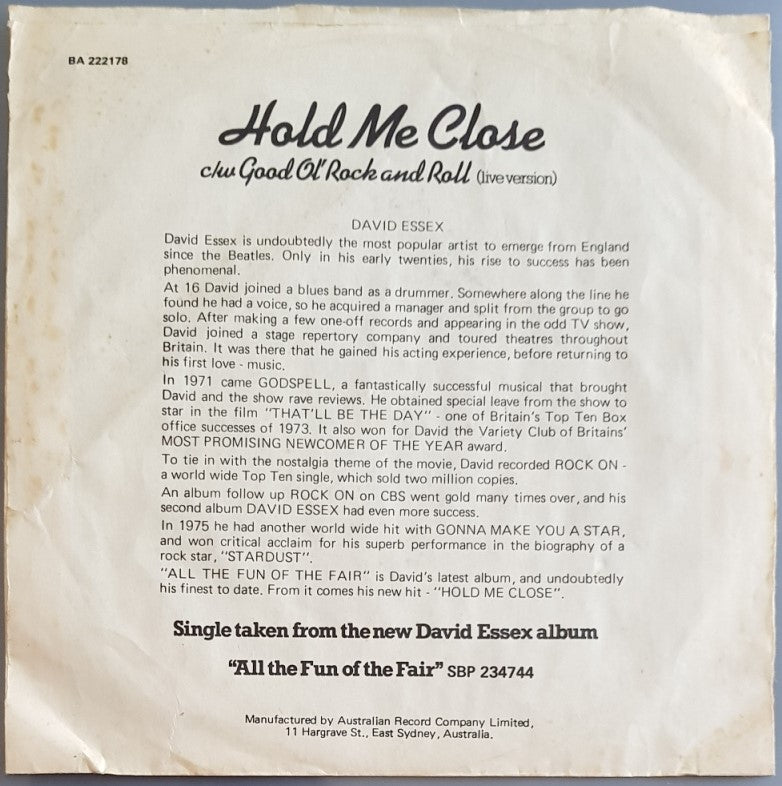 BA 222178
Hold Me Close
c/w Good Ol' Rock and Roll (live version)
DAVID ESSEX
David Essex is undoubtedly the most popular artist to emerge from England
since the Beatles. Only in his early twenties, his rise to success has been
phenomenal.
At 16 David joined a blues band as a drummer. Somewhere along the line he
found he had a voice, so he acquired a manager and split from the group to go
solo. After making a few one-off records and appearing in the odd TV show,
David joined a stage repertory company and toured theatres throughout
Britain. It was there that he gained his acting experience, before returning to
his first love - music.
In 1971 came GODSPELL, a fantastically successful musical that brought
David and the show rave reviews. He obtained special leave from the show to
star in the film "THAT'LL BE THE DAY" - one of Britain's Top Ten Box
office successes of 1973. It also won for David the Variety Club of Britains'
MOST PROMISING NEWCOMER OF THE YEAR award.
To tie in with the nostalgia theme of the movie, David recorded ROCK ON -
a world wide Top Ten single, which sold two million copies.
An album follow up ROCK ON on CBS went gold many times over, and his
second album DAVID ESSEX had even more success.
In 1975 he had another world wide hit with GONNA MAKE YOU A STAR,
and won critical acclaim for his superb performance in the biography of a
rock star, "STARDUST".
"ALL THE FUN OF THE FAIR" is David's latest album, and undoubtedly
his finest to date. From it comes his new hit - "HOLD ME CLOSE".
Single taken from the new David Essex album
"All the Fun of the Fair" SBP 234744
Manufactured by Australian Record Company Limited,
11 Hargrave St., East Sydney, Australia.